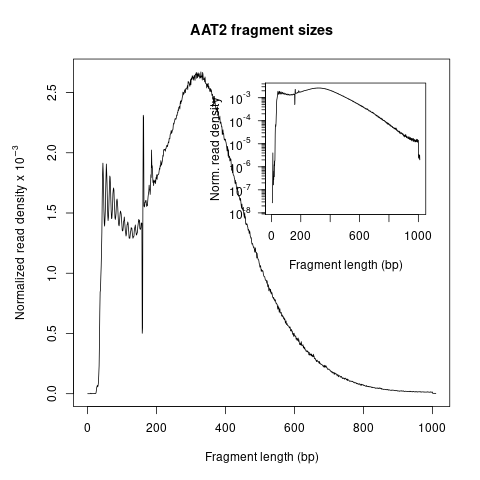 AAT2 fragment sizes
Normalized read density x 10⁻³
2.5
2.0
1.5
1.0
0.5
0.0
0 200 400 600 800 1000
Fragment length (bp)
Norm. read density
10⁻³
10⁻⁴
10⁻⁵
10⁻⁶
10⁻⁷
10⁻⁸
0 200 600 1000
Fragment length (bp)